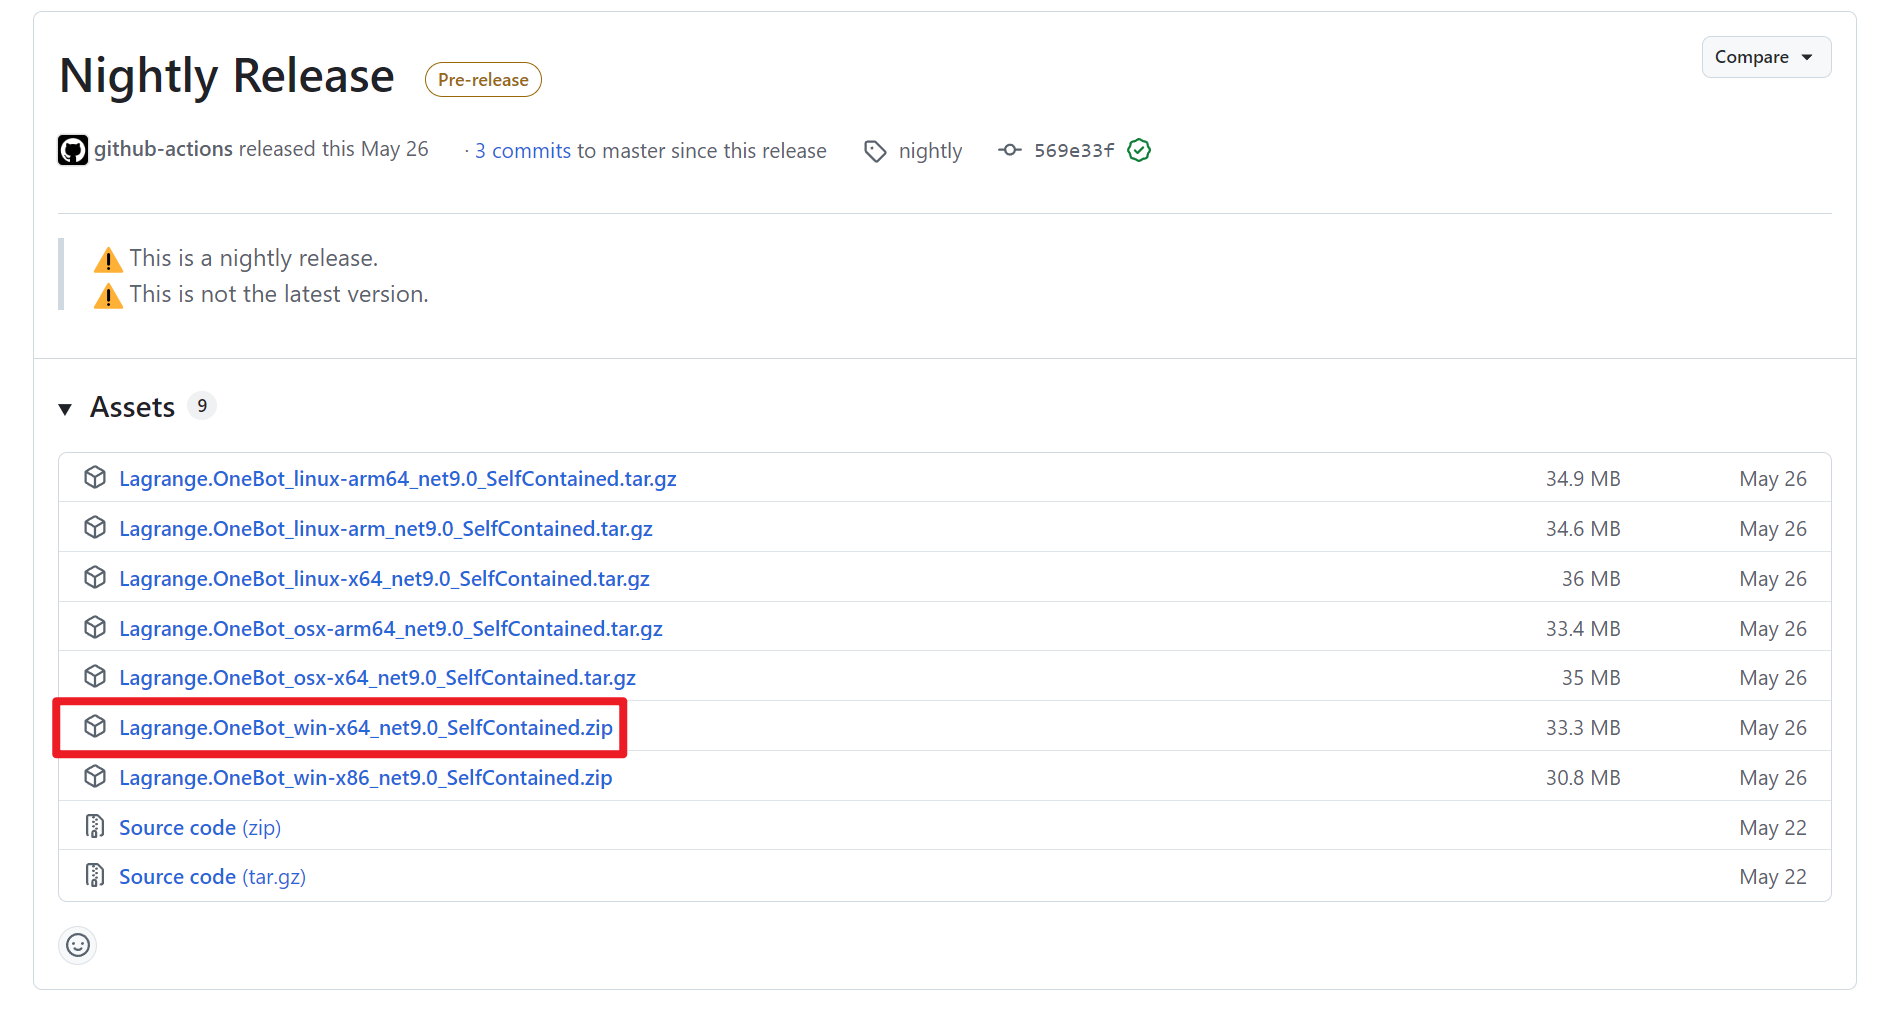 Nightly Release Pre-release Compare
github-actions released this May 26 · 3 commits to master since this release nightly 569e33f
This is a nightly release.
This is not the latest version.
Assets 9
Lagrange.OneBot_linux-arm64_net9.0_SelfContained.tar.gz 34.9 MB May 26
Lagrange.OneBot_linux-arm_net9.0_SelfContained.tar.gz 34.6 MB May 26
Lagrange.OneBot_linux-x64_net9.0_SelfContained.tar.gz 36 MB May 26
Lagrange.OneBot_osx-arm64_net9.0_SelfContained.tar.gz 33.4 MB May 26
Lagrange.OneBot_osx-x64_net9.0_SelfContained.tar.gz 35 MB May 26
Lagrange.OneBot_win-x64_net9.0_SelfContained.zip 33.3 MB May 26
Lagrange.OneBot_win-x86_net9.0_SelfContained.zip 30.8 MB May 26
Source code (zip) May 22
Source code (tar.gz) May 22